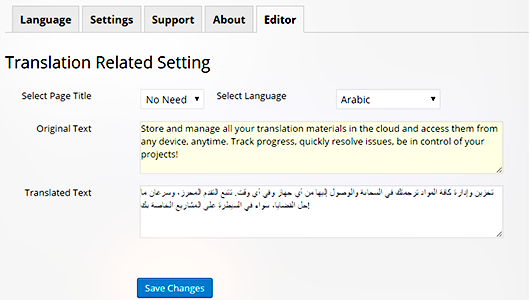 Language Settings Support About Editor
Translation Related Setting
Select Page Title No Need Select Language Arabic
Original Text
Store and manage all your translation materials in the cloud and access them from
any device, anytime. Track progress, quickly resolve issues, be in control of your
projects!
Translated Text
تخزين وإدارة كافة المواد ترجمتك في السحابة والوصول إليها من أي جهاز وفي أي وقت. تتبع التقدم المحرز، وسرعان ما
حل القضايا، سواء في السيطرة على المشاريع الخاصة بك!
Save Changes